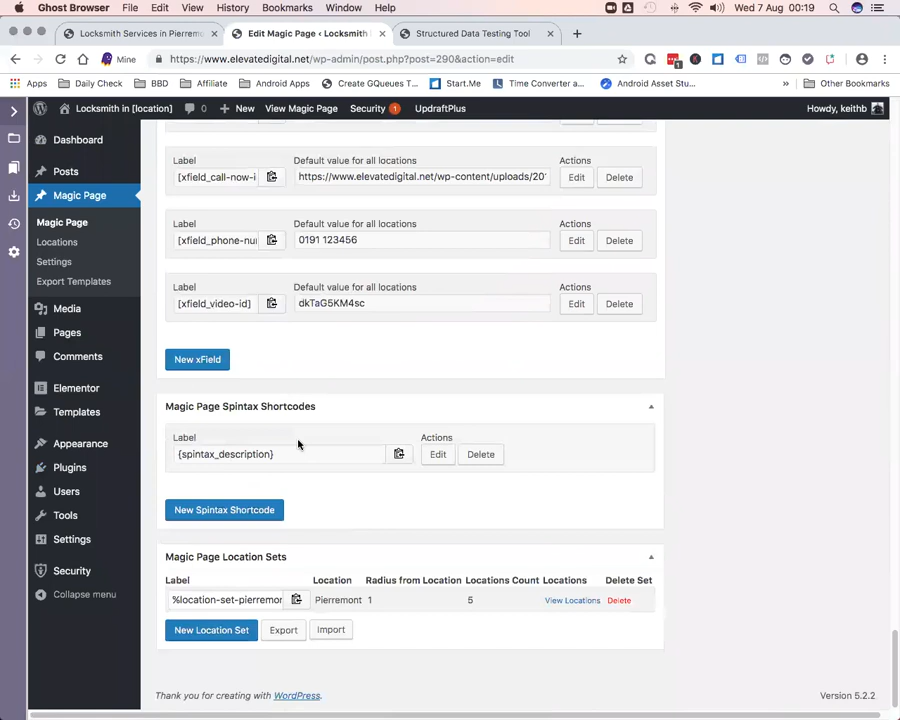 Ghost Browser File Edit View History Bookmarks Window Help Wed 7 Aug 00:19
Locksmith Services in Pierremo × Edit Magic Page ‹ Locksmith × Structured Data Testing Tool ×
Mine https://www.elevatedigital.net/wp-admin/post.php?post=290&action=edit
Apps Daily Check BBD Affiliate Create GQueues T... Start.Me Time Converter a... Android Asset Stu... Other Bookmarks
Locksmith in [location] 0 New View Magic Page Security 1 UpdraftPlus Howdy, keithb
Dashboard
Posts
Magic Page
Magic Page
Locations
Settings
Export Templates
Media
Pages
Comments
Elementor
Templates
Appearance
Plugins
Users
Tools
Settings
Security
Collapse menu
Label Default value for all locations Actions
[xfield_call-now-i https://www.elevatedigital.net/wp-content/uploads/20 Edit Delete
Label Default value for all locations Actions
[xfield_phone-nu 0191 123456 Edit Delete
Label Default value for all locations Actions
[xfield_video-id] dkTaG5KM4sc Edit Delete
New xField
Magic Page Spintax Shortcodes
Label Actions
{spintax_description} Edit Delete
New Spintax Shortcode
Magic Page Location Sets
Label Location Radius from Location Locations Count Locations Delete Set
%location-set-pierremor Pierremont 1 5 View Locations Delete
New Location Set Export Import
Thank you for creating with WordPress. Version 5.2.2